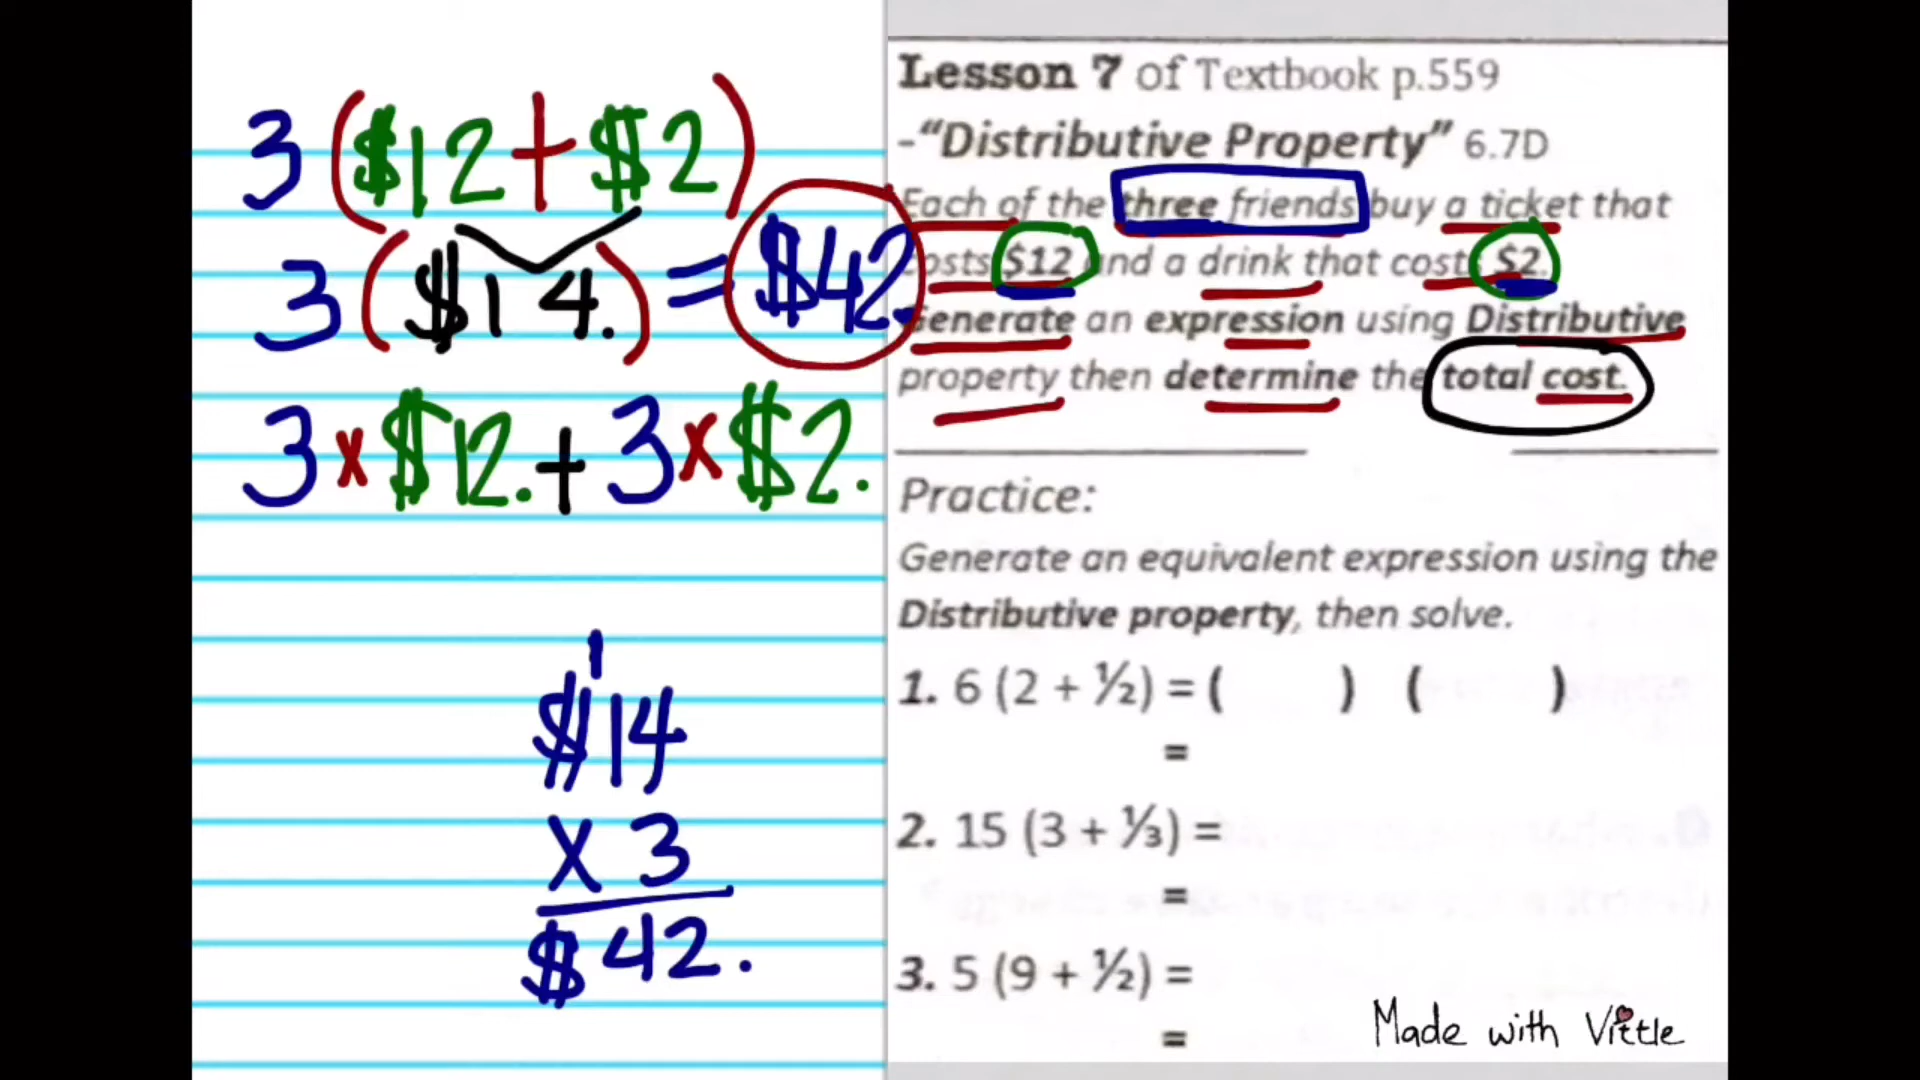 3 ($12 + $2)
3 ($14.) = $42.
3 x $12. + 3 x $2.
1
$14
x 3
$42.
Lesson 7 of Textbook p.559
-“Distributive Property” 6.7D
Each of the three friends buy a ticket that
costs $12 and a drink that costs $2.
Generate an expression using Distributive
property then determine the total cost.
Practice:
Generate an equivalent expression using the
Distributive property, then solve.
1. 6 (2 + ½) = ( ) ( )
=
2. 15 (3 + ⅓) =
=
3. 5 (9 + ½) =
=
Made with Vittle